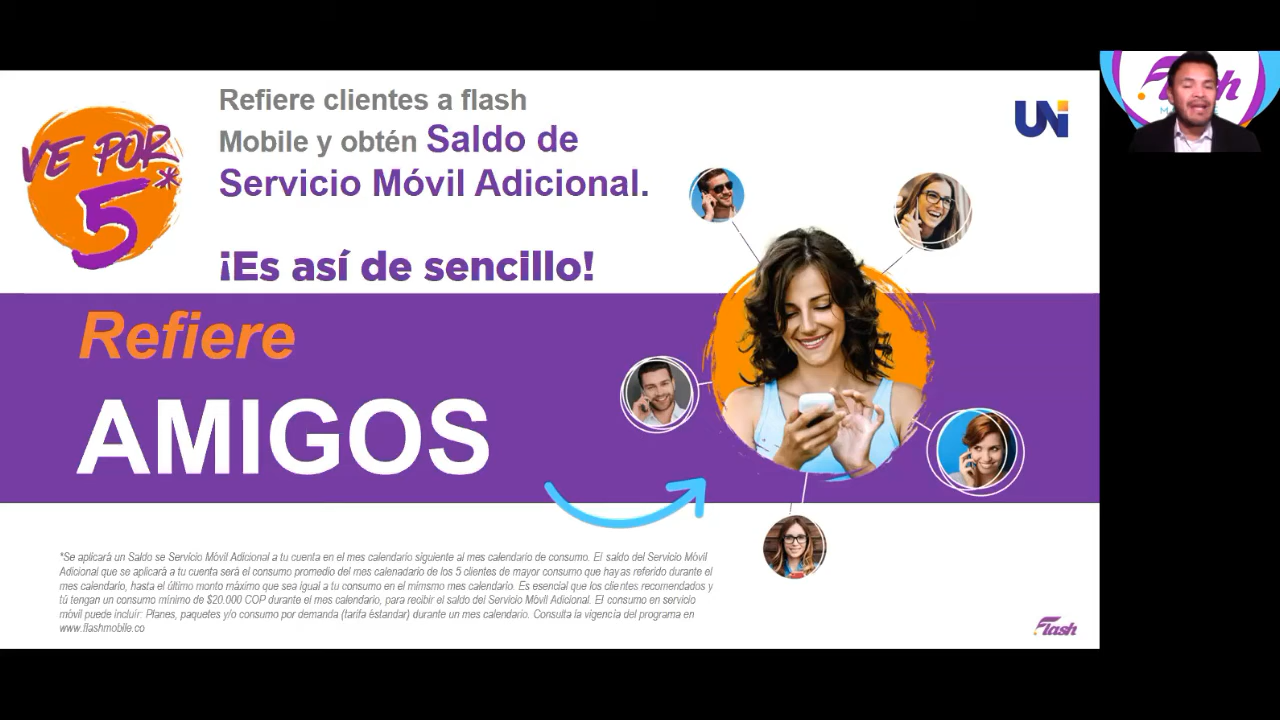 VE POR
5*
Refiere clientes a flash
Mobile y obtén Saldo de
Servicio Móvil Adicional.
¡Es así de sencillo!
UNi
Flash
Refiere
AMIGOS
*Se aplicará un Saldo se Servicio Móvil Adicional a tu cuenta en el mes calendario siguiente al mes calendario de consumo. El saldo del Servicio Móvil
Adicional que se aplicará a tu cuenta será el consumo promedio del mes calenadario de los 5 clientes de mayor consumo que hayas referido durante el
mes calendario, hasta el último monto máximo que sea igual a tu consumo en el mimsmo mes calendario. Es esencial que los clientes recomendados y
tú tengan un consumo mínimo de $20.000 COP durante el mes calendario, para recibir el saldo del Servicio Móvil Adicional. El consumo en servicio
móvil puede incluir: Planes, paquetes y/o consumo por demanda (tarifa éstandar) durante un mes calendario. Consulta la vigencia del programa en
www.flashmobile.co
Flash